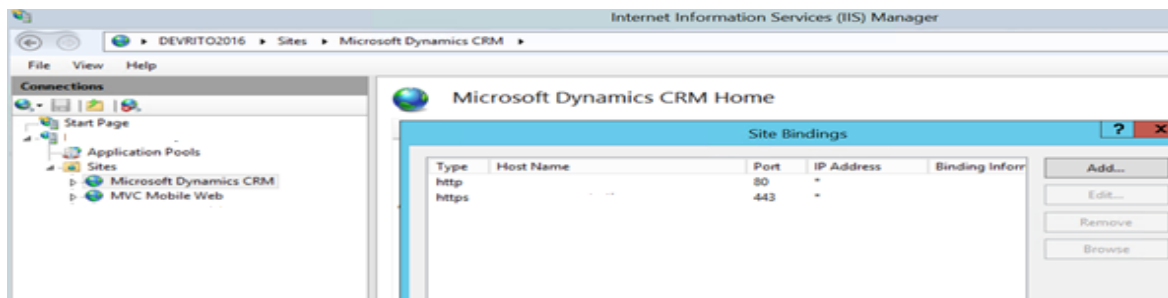 Internet Information Services (IIS) Manager
DEVRITO2016 Sites Microsoft Dynamics CRM
File View Help
Connections
Microsoft Dynamics CRM Home
Start Page
Application Pools
Sites
Microsoft Dynamics CRM
MVC Mobile Web
Site Bindings
Type Host Name Port IP Address Binding Inforr
http 80 *
https 443 *
Add...
Edit...
Remove
Browse